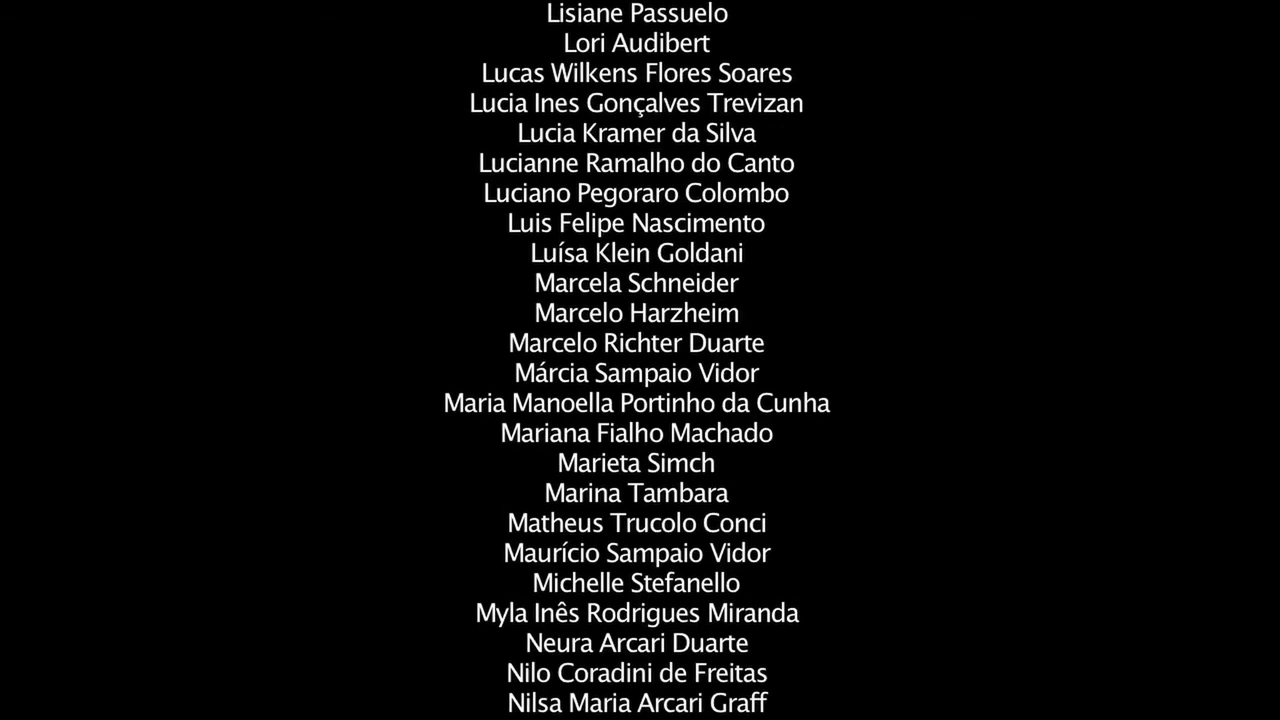 Lisiane Passuelo
Lori Audibert
Lucas Wilkens Flores Soares
Lucia Ines Gonçalves Trevizan
Lucia Kramer da Silva
Lucianne Ramalho do Canto
Luciano Pegoraro Colombo
Luis Felipe Nascimento
Luísa Klein Goldani
Marcela Schneider
Marcelo Harzheim
Marcelo Richter Duarte
Márcia Sampaio Vidor
Maria Manoella Portinho da Cunha
Mariana Fialho Machado
Marieta Simch
Marina Tambara
Matheus Trucolo Conci
Maurício Sampaio Vidor
Michelle Stefanello
Myla Inês Rodrigues Miranda
Neura Arcari Duarte
Nilo Coradini de Freitas
Nilsa Maria Arcari Graff